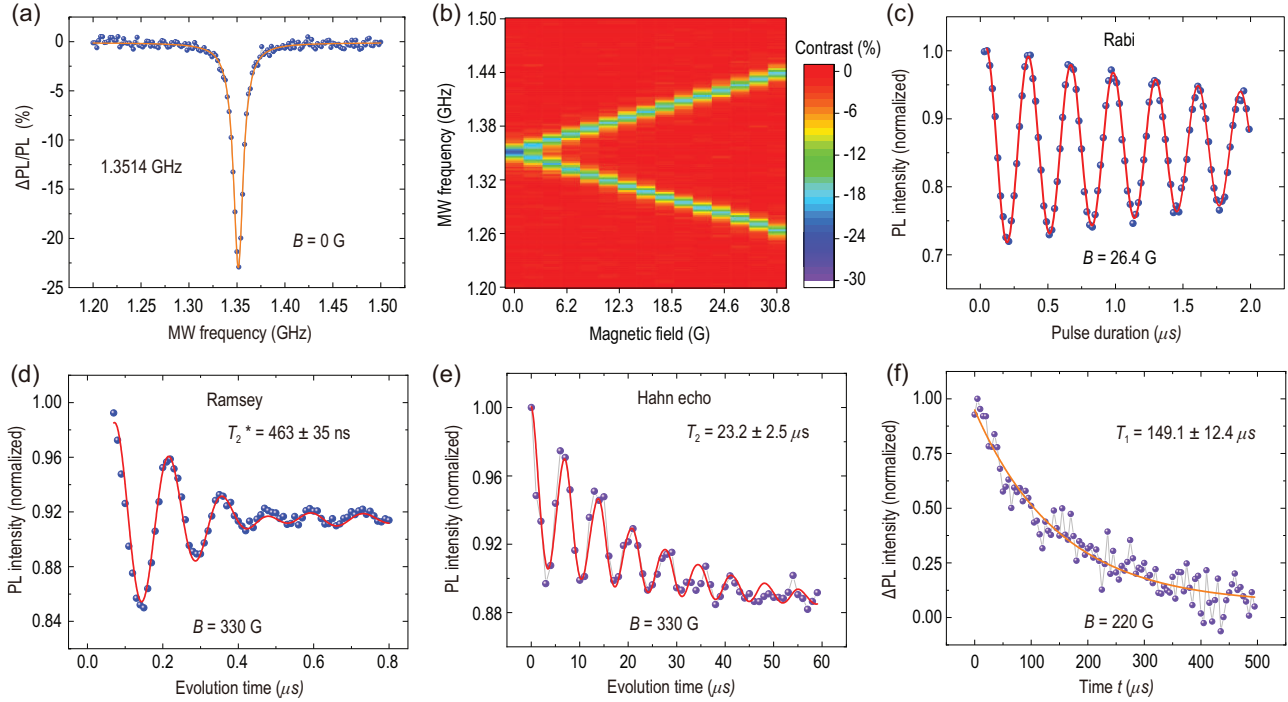 (a)
0
-5
-10
-15
-20
-25
ΔPL/PL (%)
1.3514 GHz
B = 0 G
1.20 1.25 1.30 1.35 1.40 1.45 1.50
MW frequency (GHz)
(b)
1.50
1.44
1.38
1.32
1.26
1.20
MW frequency (GHz)
0.0 6.2 12.3 18.5 24.6 30.8
Magnetic field (G)
Contrast (%)
0
-6
-12
-18
-24
-30
(c)
Rabi
1.0
0.9
0.8
0.7
PL intensity (normalized)
B = 26.4 G
0.0 0.5 1.0 1.5 2.0
Pulse duration (μs)
(d)
Ramsey
T2 * = 463 ± 35 ns
1.00
0.96
0.92
0.88
0.84
PL intensity (normalized)
B = 330 G
0.0 0.2 0.4 0.6 0.8
Evolution time (μs)
(e)
Hahn echo
T2 = 23.2 ± 2.5 μs
1.00
0.96
0.92
0.88
PL intensity (normalized)
B = 330 G
0 10 20 30 40 50 60
Evolution time (μs)
(f)
T1 = 149.1 ± 12.4 μs
1.00
0.75
0.50
0.25
0.00
ΔPL intensity (normalized)
B = 220 G
0 100 200 300 400 500
Time t (μs)